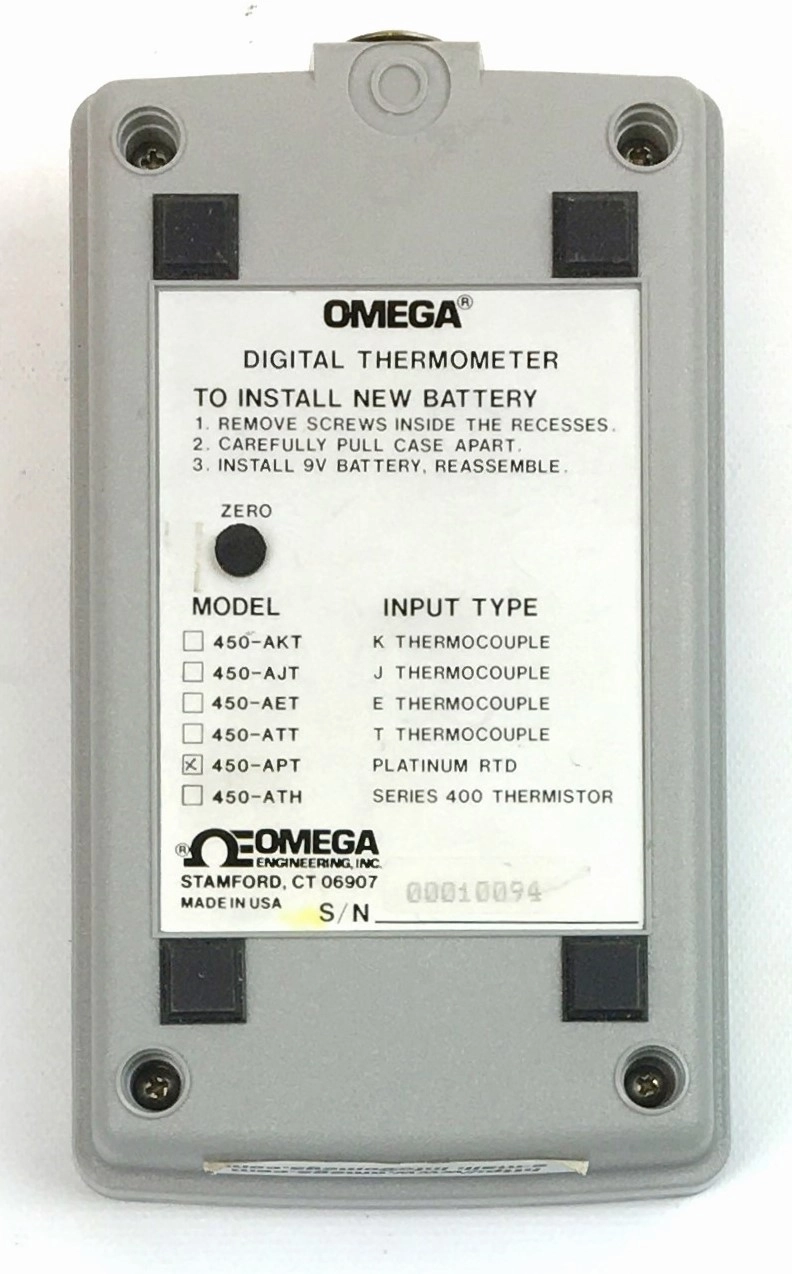 OMEGA®
DIGITAL THERMOMETER
TO INSTALL NEW BATTERY
1. REMOVE SCREWS INSIDE THE RECESSES.
2. CAREFULLY PULL CASE APART.
3. INSTALL 9V BATTERY, REASSEMBLE.
ZERO
MODEL INPUT TYPE
450-AKT K THERMOCOUPLE
450-AJT J THERMOCOUPLE
450-AET E THERMOCOUPLE
450-ATT T THERMOCOUPLE
☒ 450-APT PLATINUM RTD
450-ATH SERIES 400 THERMISTOR
® OMEGA
ENGINEERING, INC.
STAMFORD, CT 06907
MADE IN USA
S/N 00010094